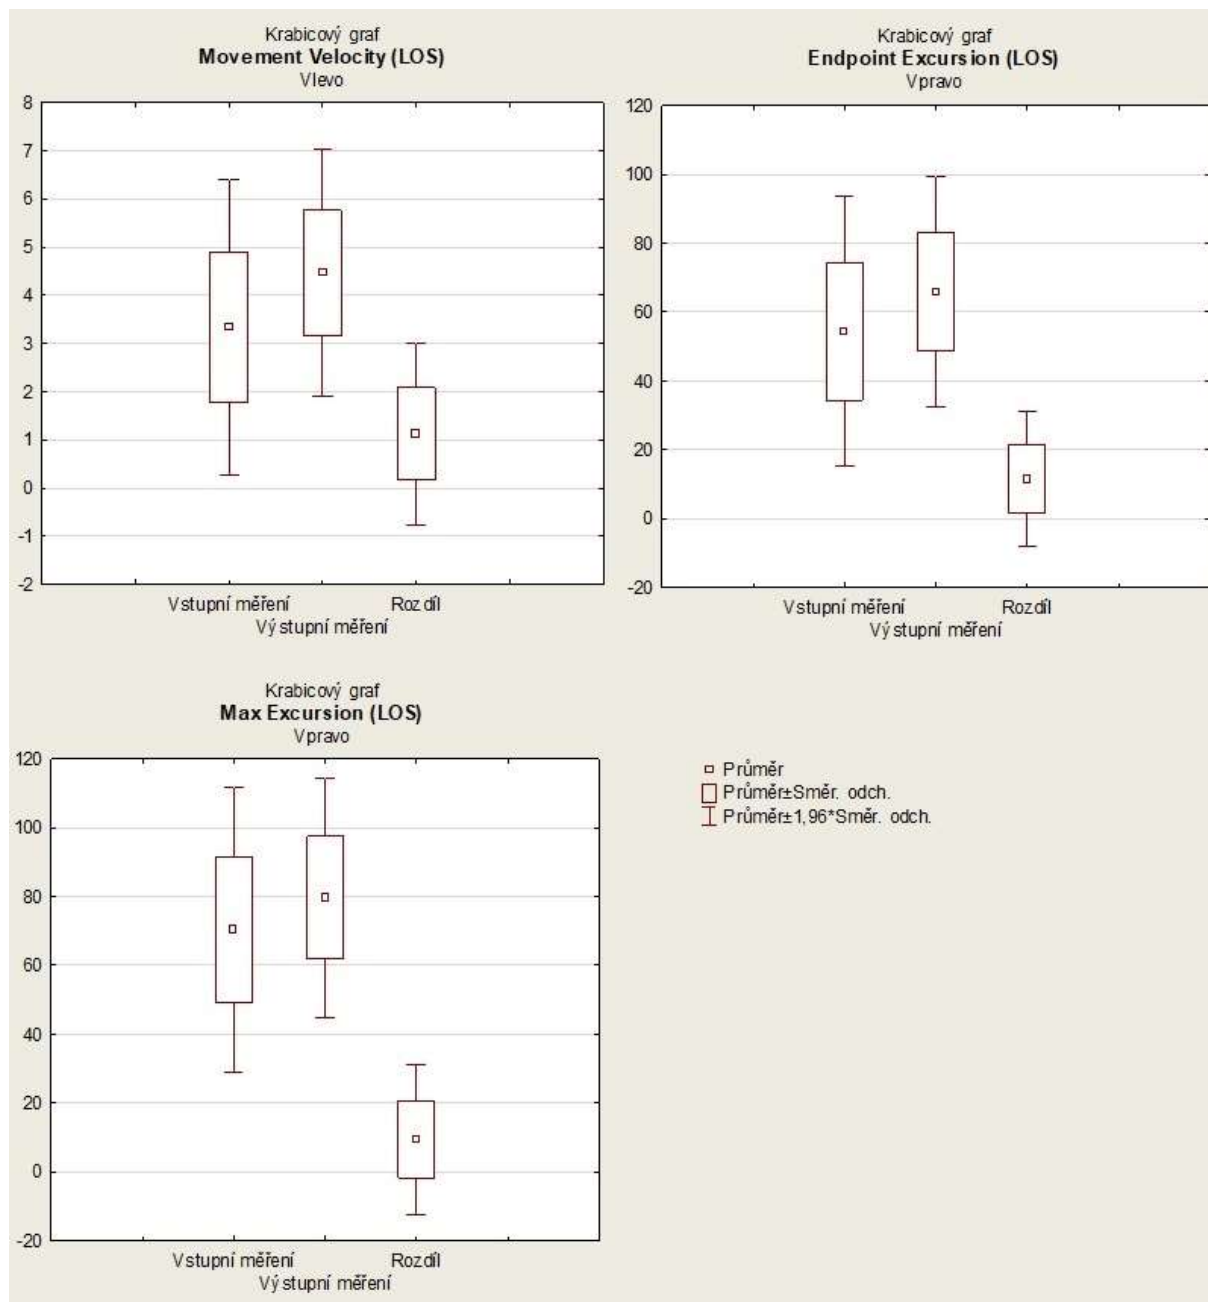 Krabicový graf
Movement Velocity (LOS)
Vlevo
8
7
6
5
4
3
2
1
0
-1
-2
Vstupní měření
Rozdíl
Výstupní měření
Krabicový graf
Endpoint Excursion (LOS)
Vpravo
120
100
80
60
40
20
0
-20
Vstupní měření
Rozdíl
Výstupní měření
Krabicový graf
Max Excursion (LOS)
Vpravo
120
100
80
60
40
20
0
-20
Vstupní měření
Rozdíl
Výstupní měření
Průměr
Průměr±Směr. odch.
Průměr±1,96*Směr. odch.